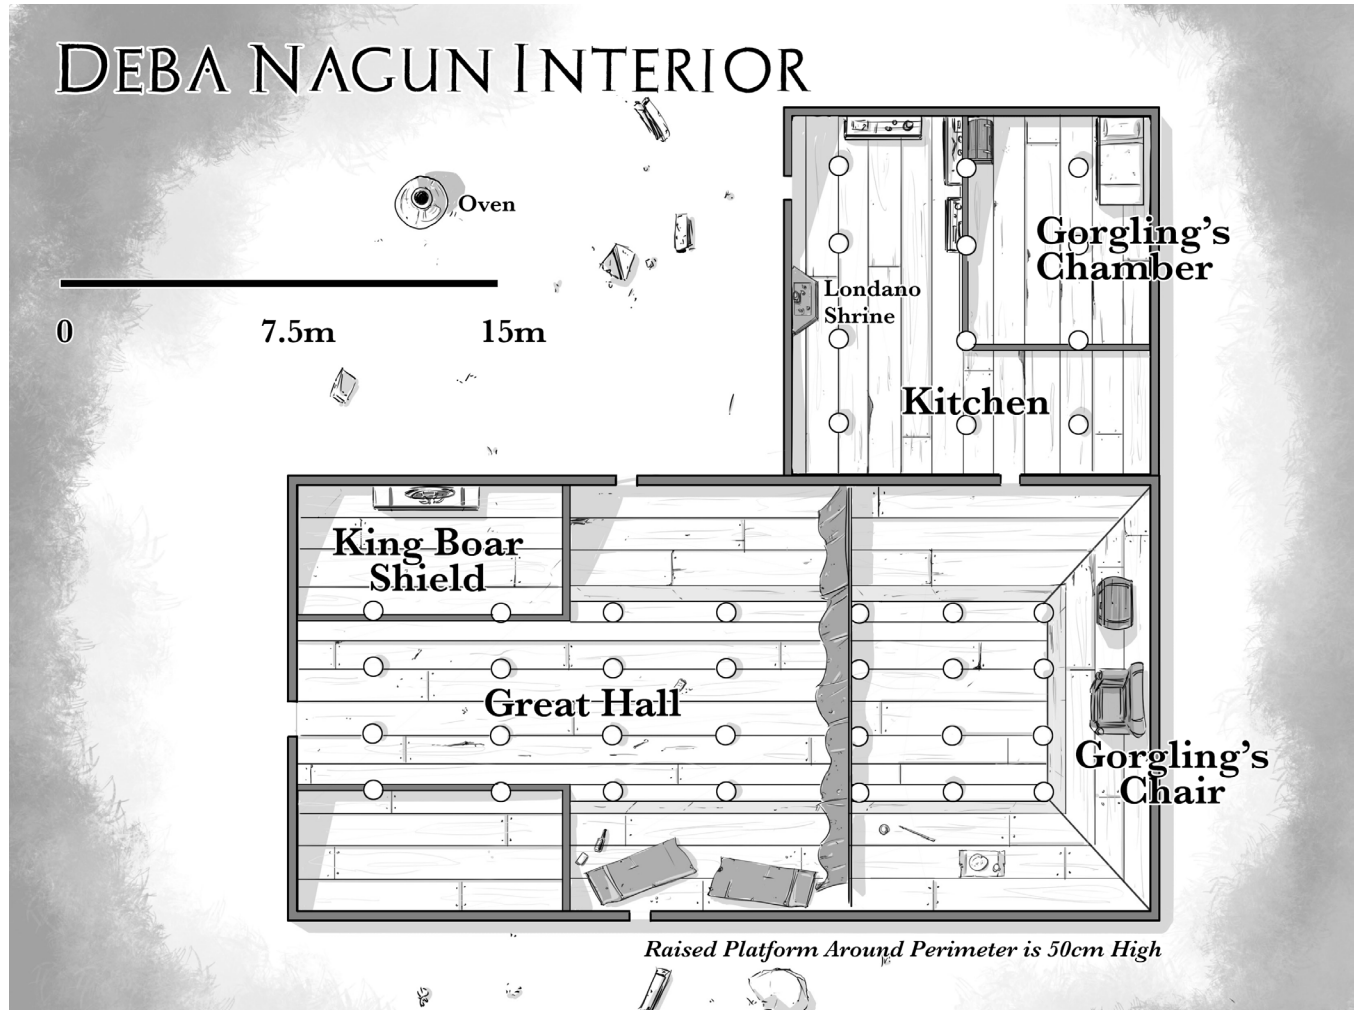 DEBA NAGUN INTERIOR
Oven
0 7.5m 15m
Gorgling's
Chamber
Londano
Shrine
Kitchen
King Boar
Shield
Great Hall
Gorgling's
Chair
Raised Platform Around Perimeter is 50cm High